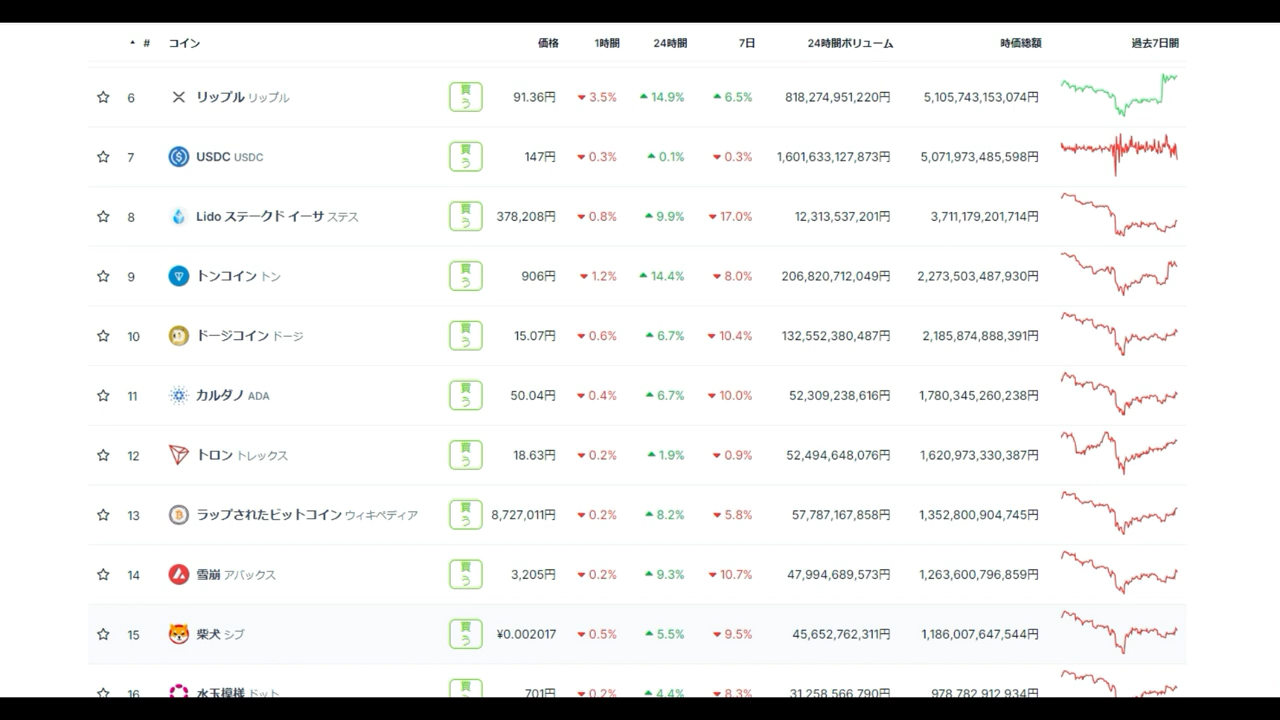 # コイン 価格 1時間 24時間 7日 24時間ボリューム 時価総額 過去7日間
6 リップル リップル 買う 91.36円 3.5% 14.9% 6.5% 818,274,951,220円 5,105,743,153,074円
7 USDC USDC 買う 147円 0.3% 0.1% 0.3% 1,601,633,127,873円 5,071,973,485,598円
8 Lido ステークド イーサ ステス 買う 378,208円 0.8% 9.9% 17.0% 12,313,537,201円 3,711,179,201,714円
9 トンコイン トン 買う 906円 1.2% 14.4% 8.0% 206,820,712,049円 2,273,503,487,930円
10 ドージコイン ドージ 買う 15.07円 0.6% 6.7% 10.4% 132,552,380,487円 2,185,874,888,391円
11 カルダノ ADA 買う 50.04円 0.4% 6.7% 10.0% 52,309,238,616円 1,780,345,260,238円
12 トロン トレックス 買う 18.63円 0.2% 1.9% 0.9% 52,494,648,076円 1,620,973,330,387円
13 ラップされたビットコイン ウィキペディア 買う 8,727,011円 0.2% 8.2% 5.8% 57,787,167,858円 1,352,800,904,745円
14 雪崩 アバックス 買う 3,205円 0.2% 9.3% 10.7% 47,994,689,573円 1,263,600,796,859円
15 柴犬 シブ 買う ¥0.002017 0.5% 5.5% 9.5% 45,652,762,311円 1,186,007,647,544円
16 水玉模様 ドット 買 701円 0.2% 4.4% 8.3% 31,258,566,790円 978,782,912,934円